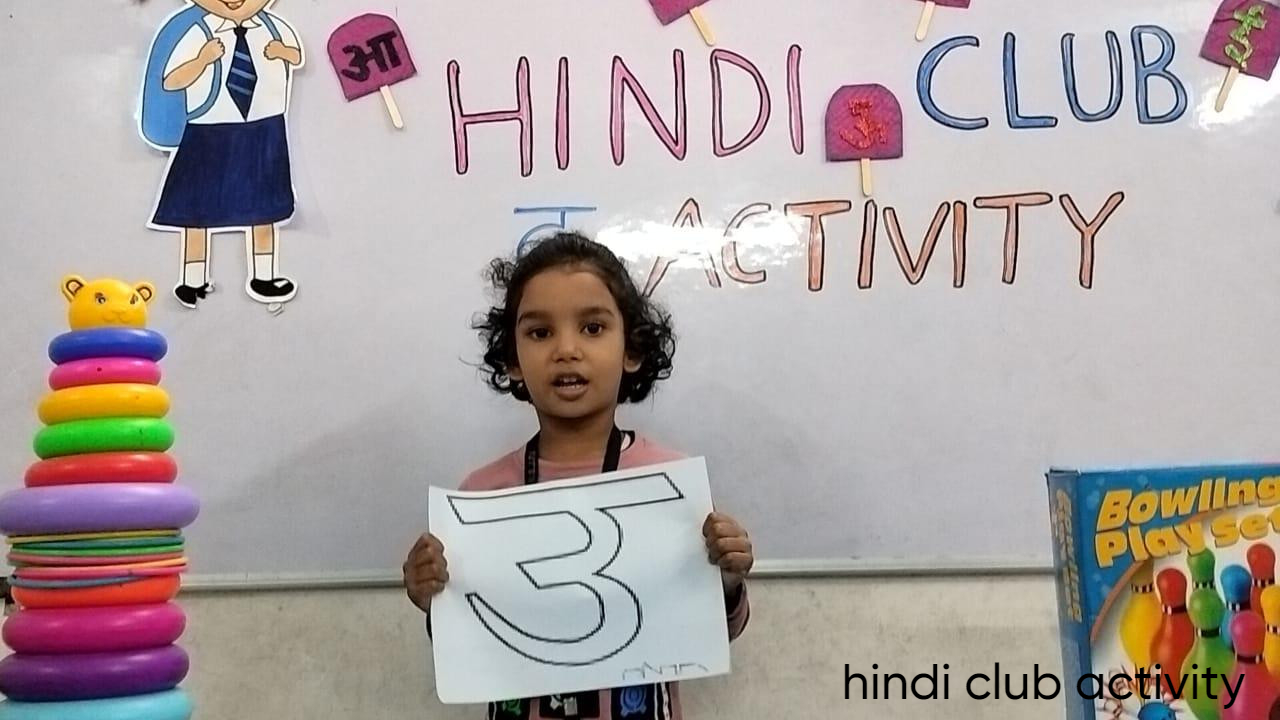 आ
HINDI CLUB
ऊ
ई
ACTIVITY
उ
Bowling
Play Set
hindi club activity